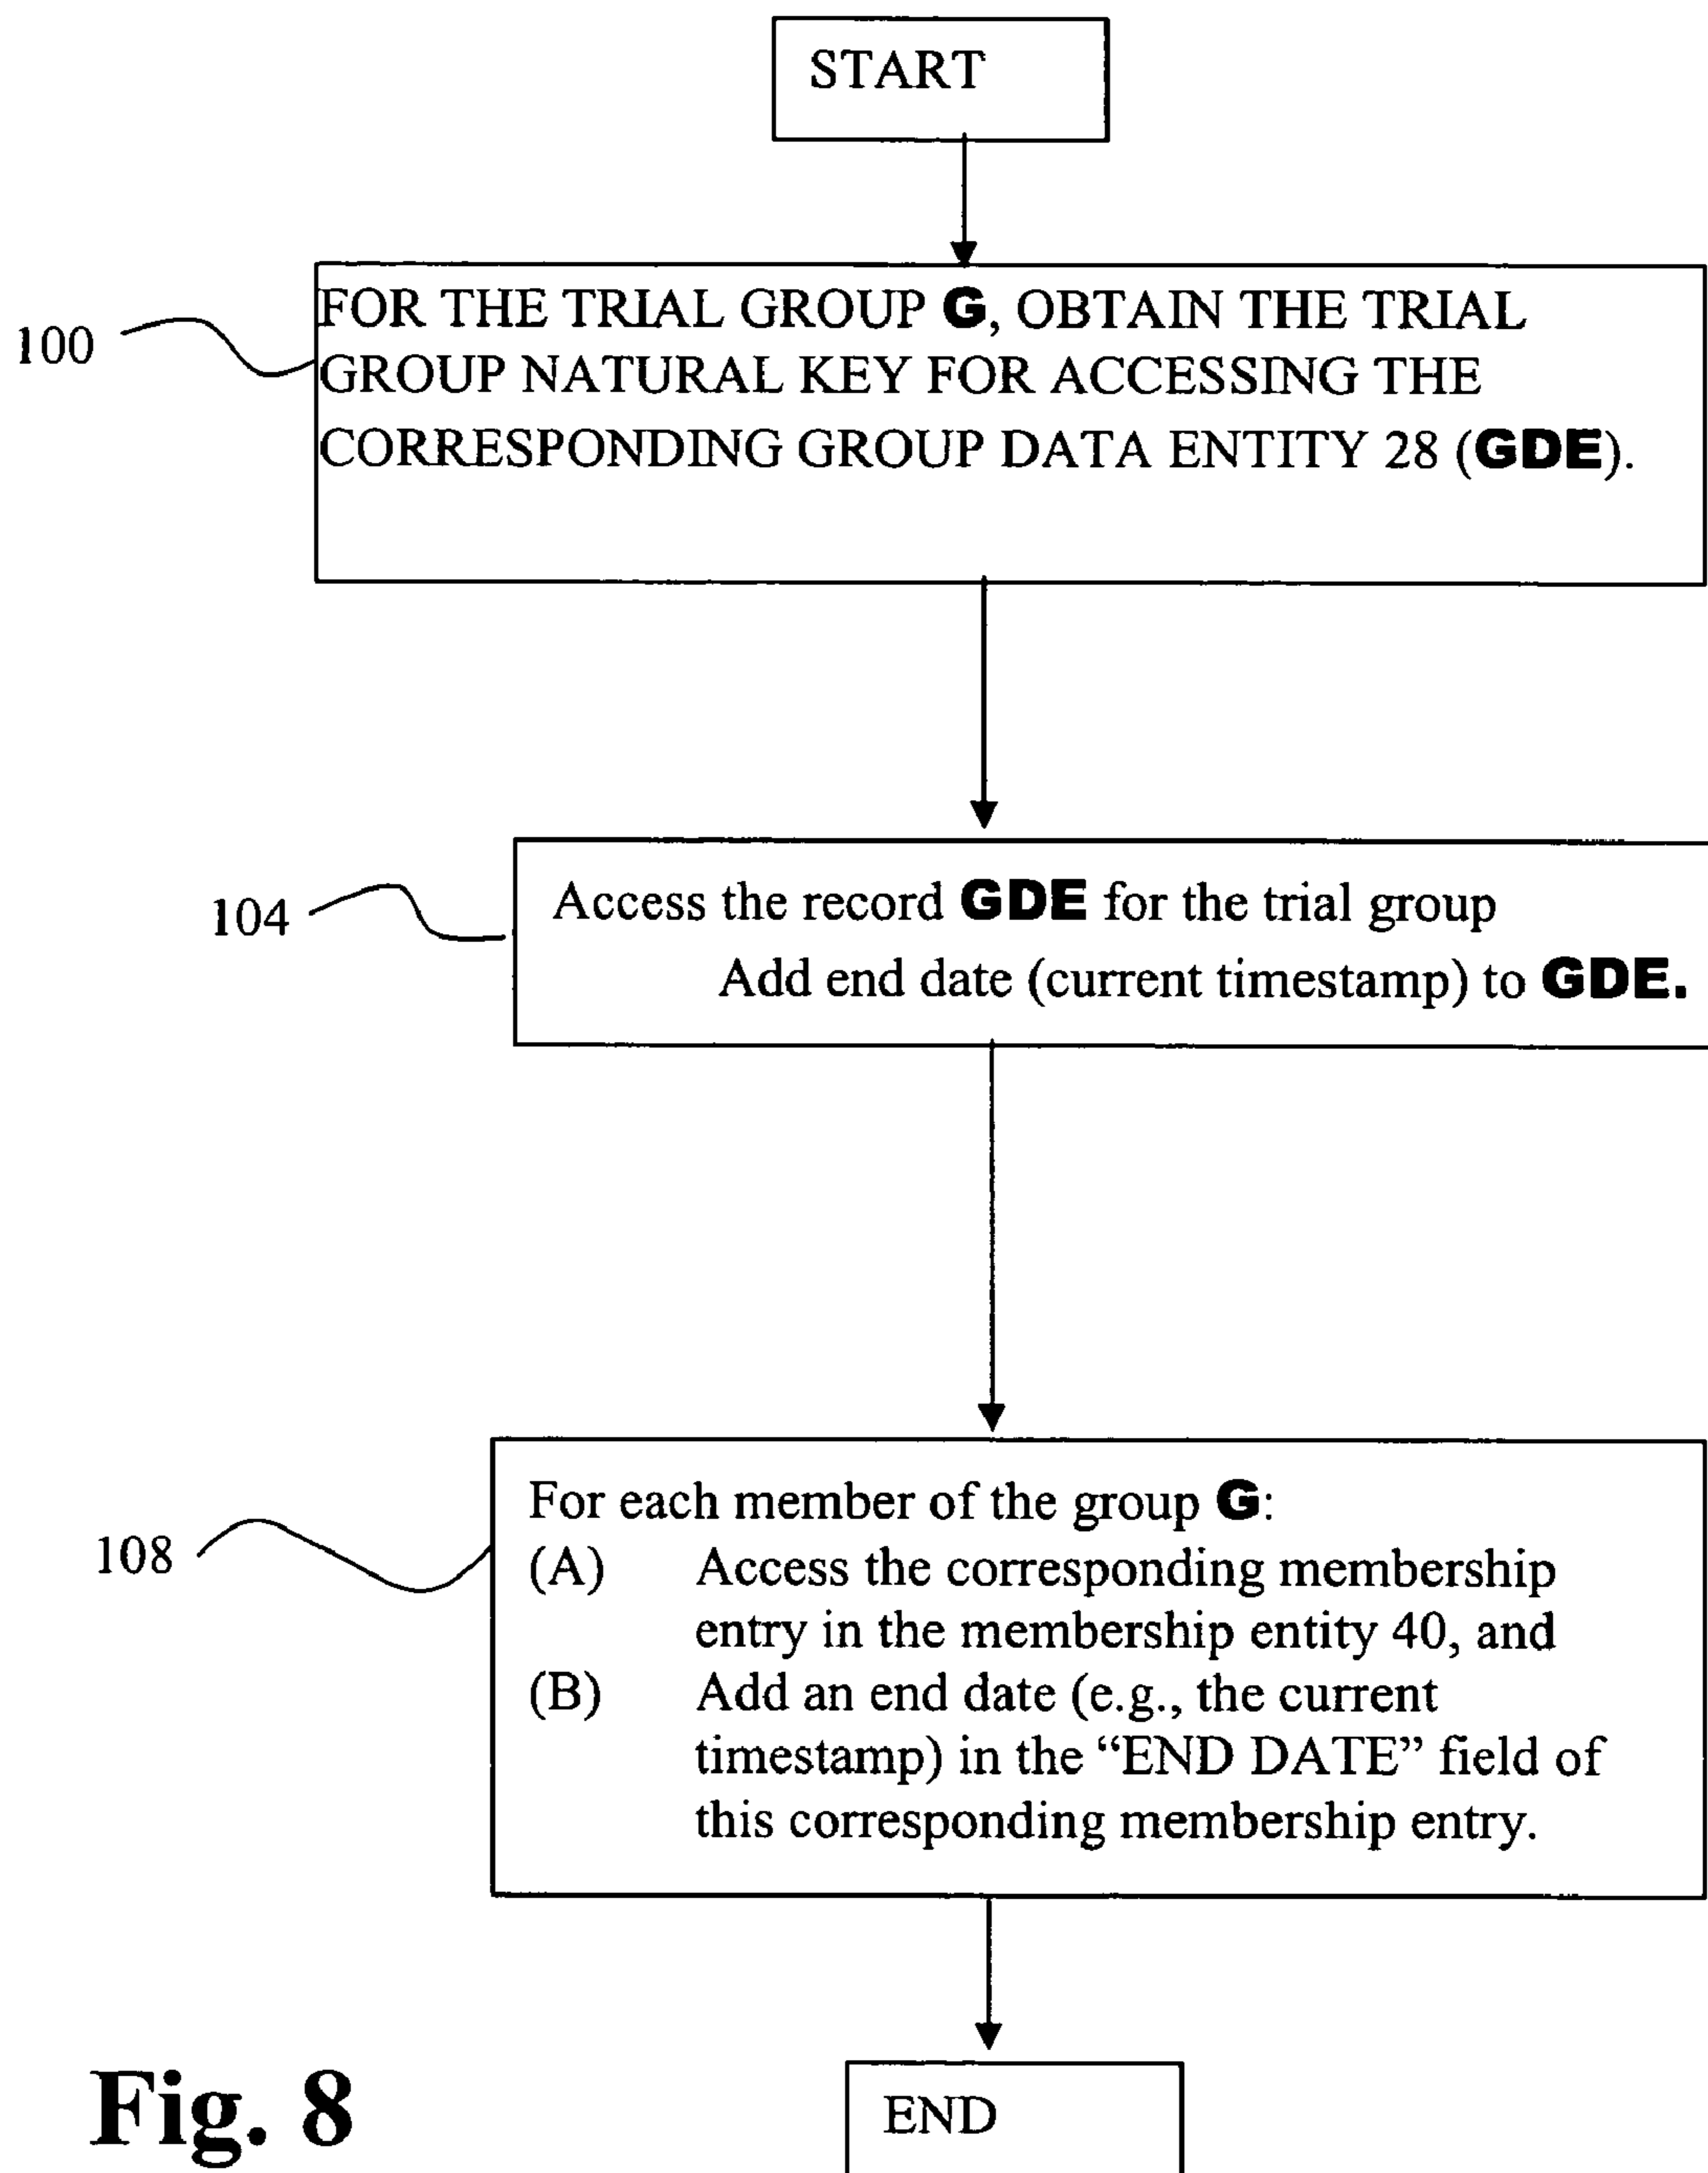 START
100
FOR THE TRIAL GROUP G, OBTAIN THE TRIAL
GROUP NATURAL KEY FOR ACCESSING THE
CORRESPONDING GROUP DATA ENTITY 28 (GDE).
104
Access the record GDE for the trial group
Add end date (current timestamp) to GDE.
108
For each member of the group G:
(A) Access the corresponding membership
entry in the membership entity 40, and
(B) Add an end date (e.g., the current
timestamp) in the “END DATE” field of
this corresponding membership entry.
END
Fig. 8